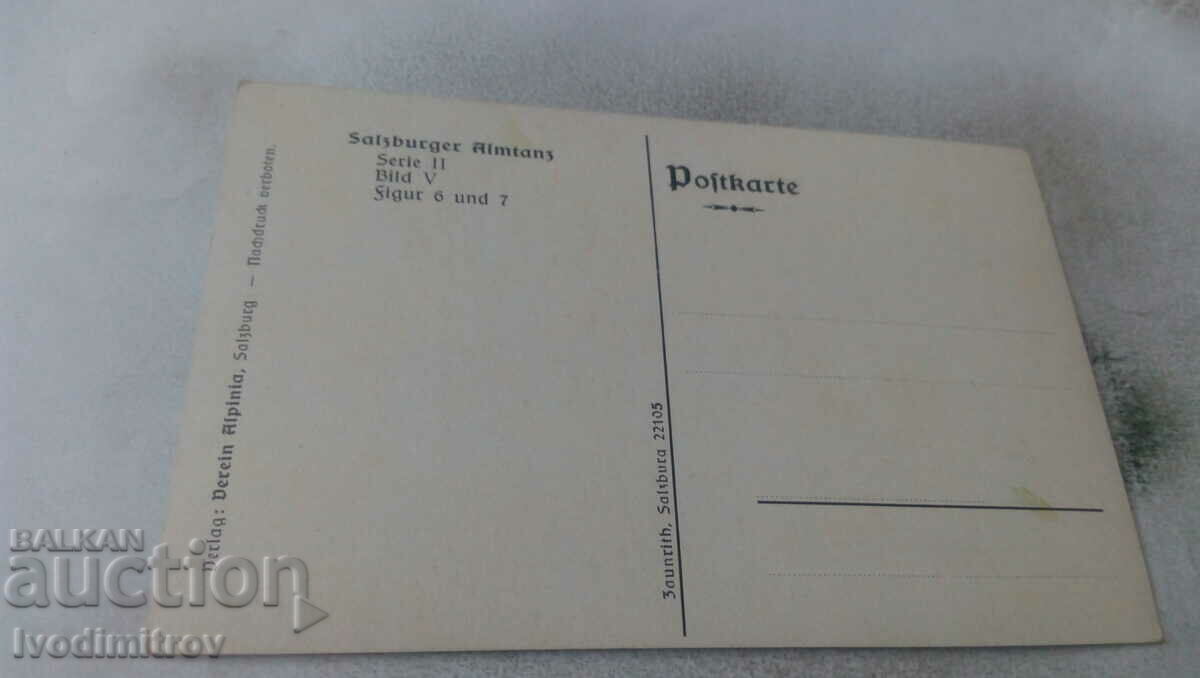 Salzburger Almtanz
Serie II
Bild V
Figur 6 und 7
Postkarte
Verlag: Verein Alpinia, Salzburg — Nachdruck verboten.
Zaunrith, Salzburg 22105
BALKAN
auction
Ivodimitrov